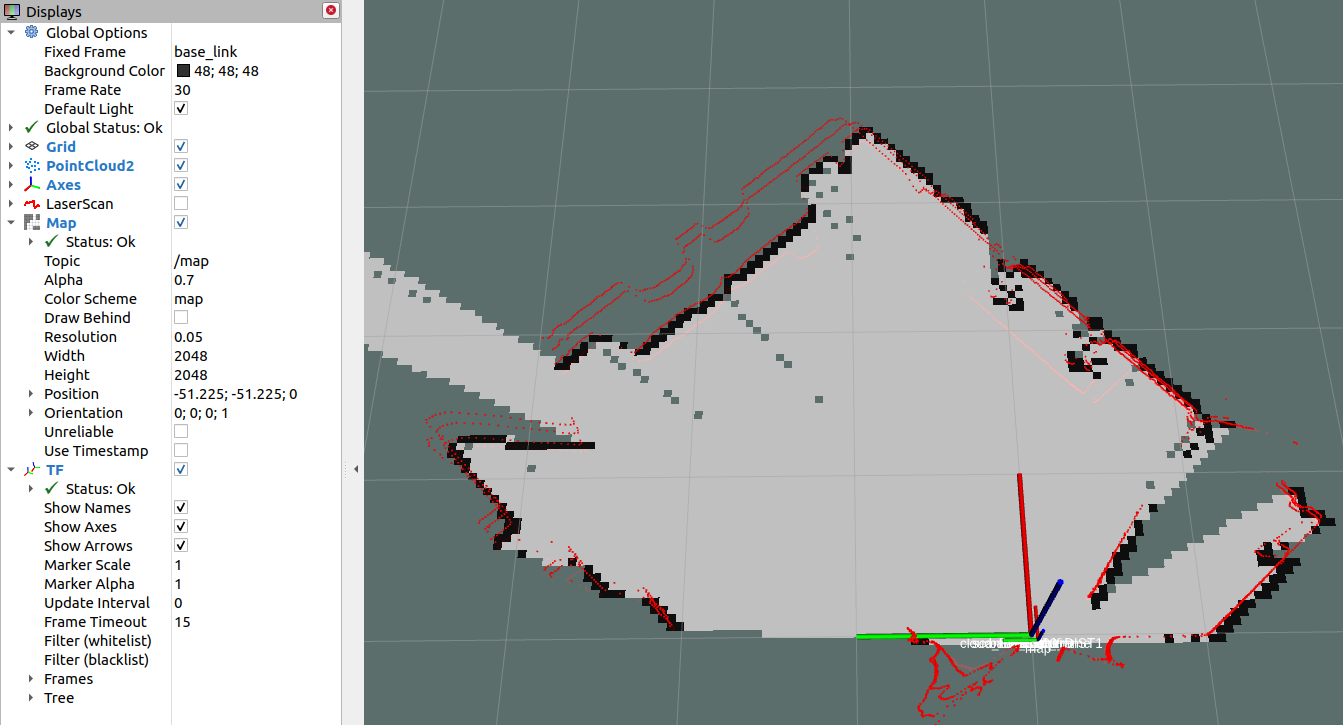 Displays
Global Options
Fixed Frame base_link
Background Color 48; 48; 48
Frame Rate 30
Default Light
Global Status: Ok
Grid
PointCloud2
Axes
LaserScan
Map
Status: Ok
Topic /map
Alpha 0.7
Color Scheme map
Draw Behind
Resolution 0.05
Width 2048
Height 2048
Position -51.225; -51.225; 0
Orientation 0; 0; 0; 1
Unreliable
Use Timestamp
TF
Status: Ok
Show Names
Show Axes
Show Arrows
Marker Scale 1
Marker Alpha 1
Update Interval 0
Frame Timeout 15
Filter (whitelist)
Filter (blacklist)
Frames
Tree
map